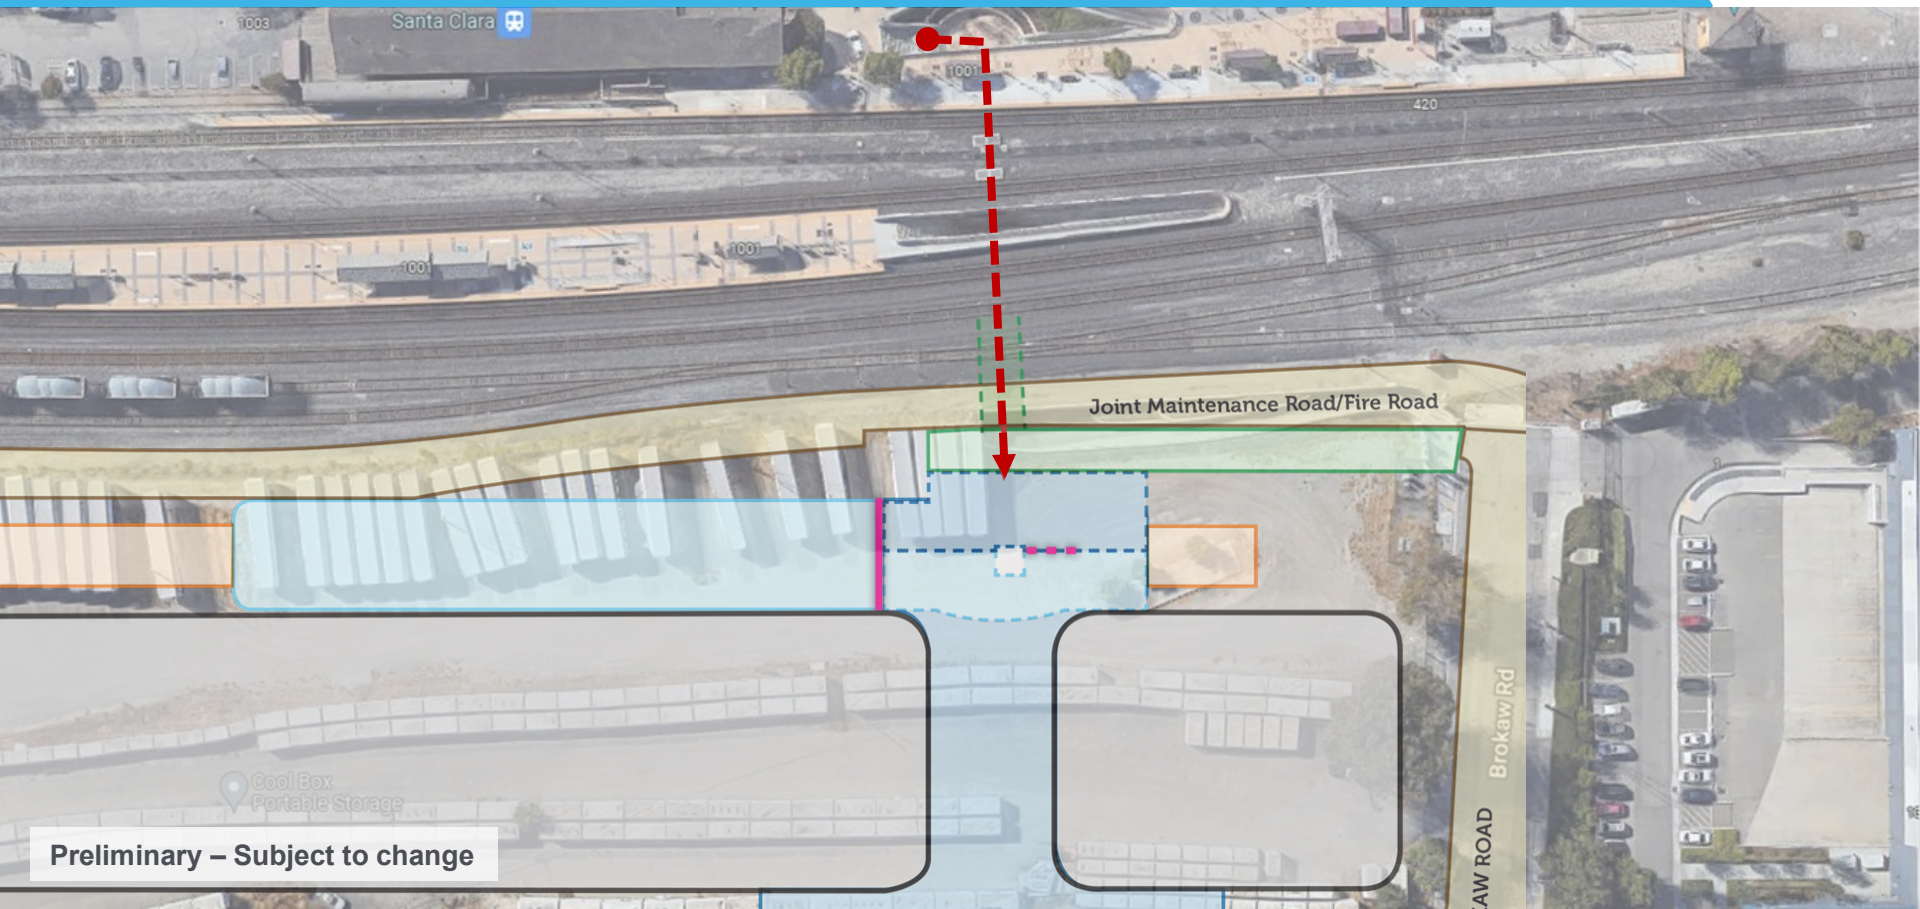 1003
Santa Clara
1001
420
1001
1001
Joint Maintenance Road/Fire Road
Brokaw Rd
Cool Box
Portable Storage
AW ROAD
Preliminary – Subject to change